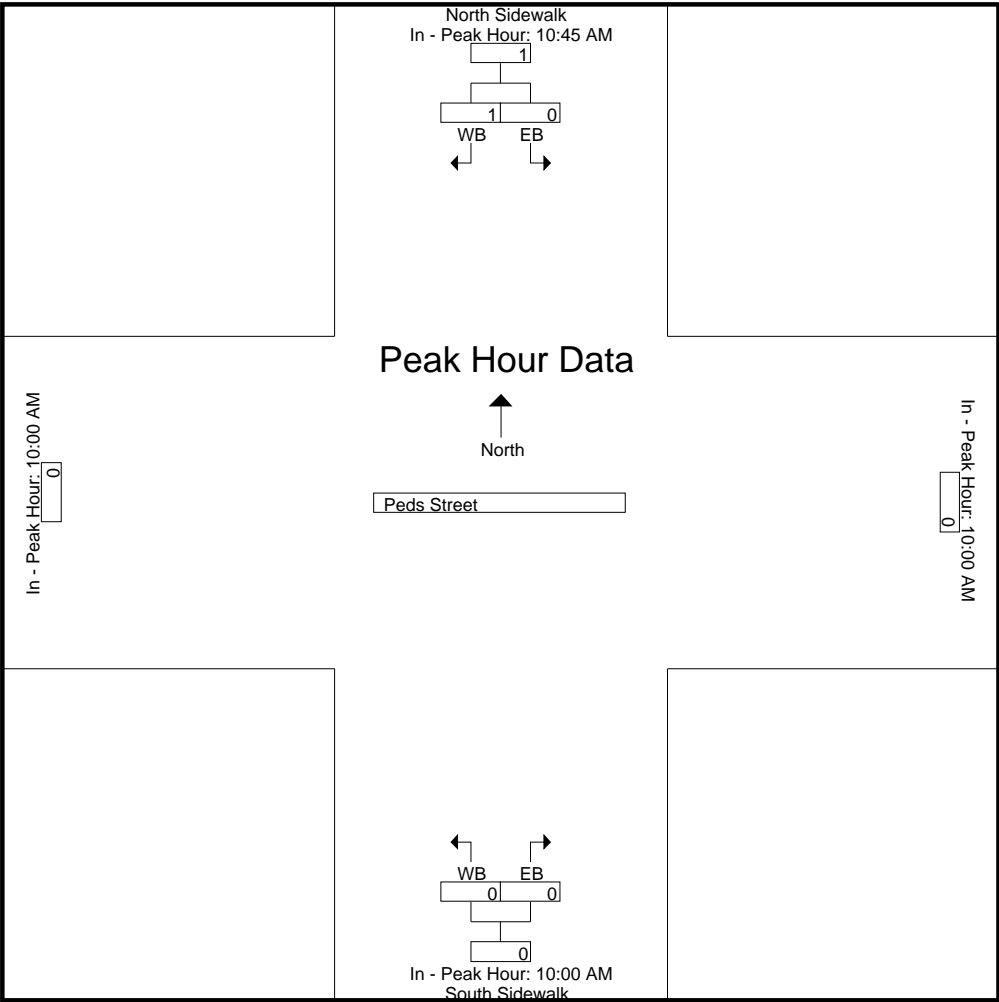 North Sidewalk
In - Peak Hour: 10:45 AM
1
1 0
WB EB
Peak Hour Data
North
Peds Street
In - Peak Hour: 10:00 AM
0
In - Peak Hour: 10:00 AM
0
WB EB
0 0
0
In - Peak Hour: 10:00 AM
South Sidewalk